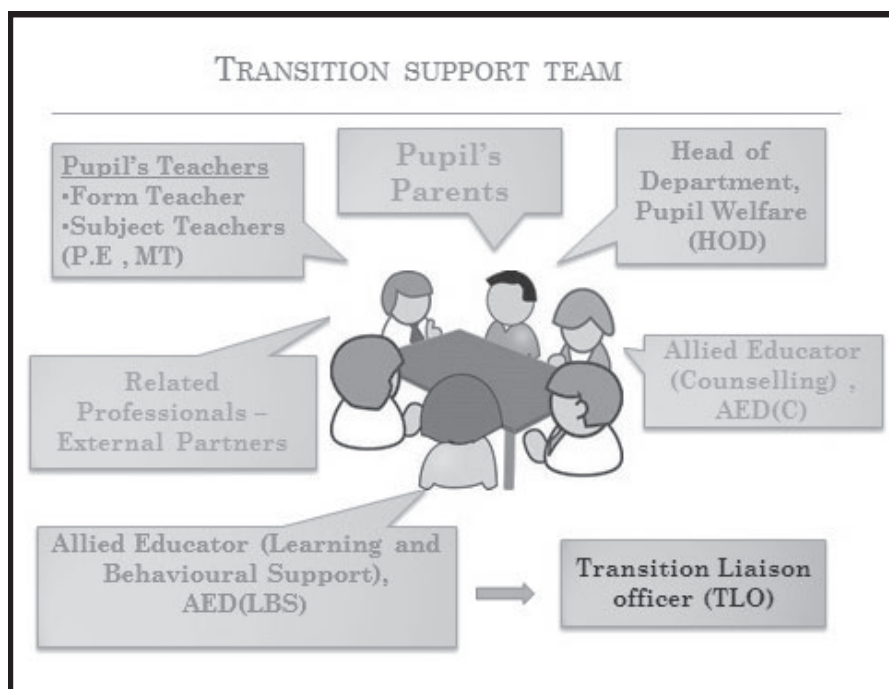 TRANSITION SUPPORT TEAM
Pupil's Teachers
•Form Teacher
•Subject Teachers
(P.E , MT)
Pupil's
Parents
Head of
Department,
Pupil Welfare
(HOD)
Related
Professionals –
External Partners
Allied Educator
(Counselling) ,
AED(C)
Allied Educator (Learning and
Behavioural Support),
AED(LBS)
Transition Liaison
officer (TLO)